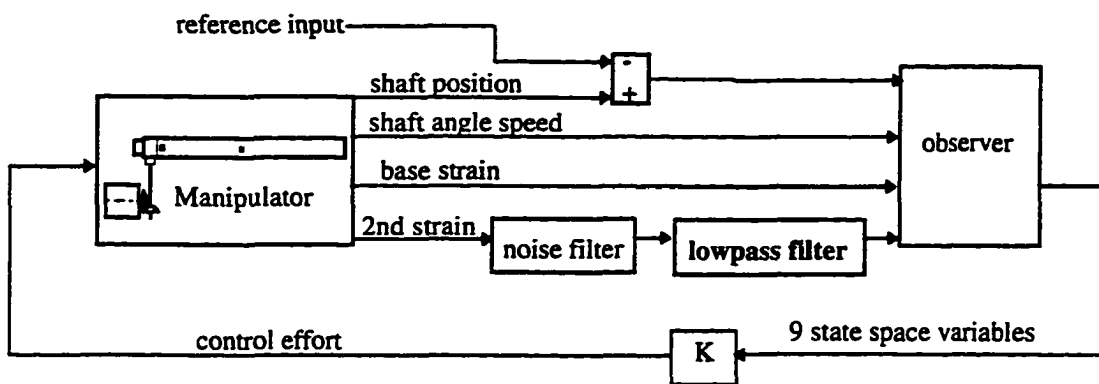 reference input
-
+
shaft position
shaft angle speed
base strain
2nd strain
Manipulator
noise filter
lowpass filter
observer
control effort
K
9 state space variables